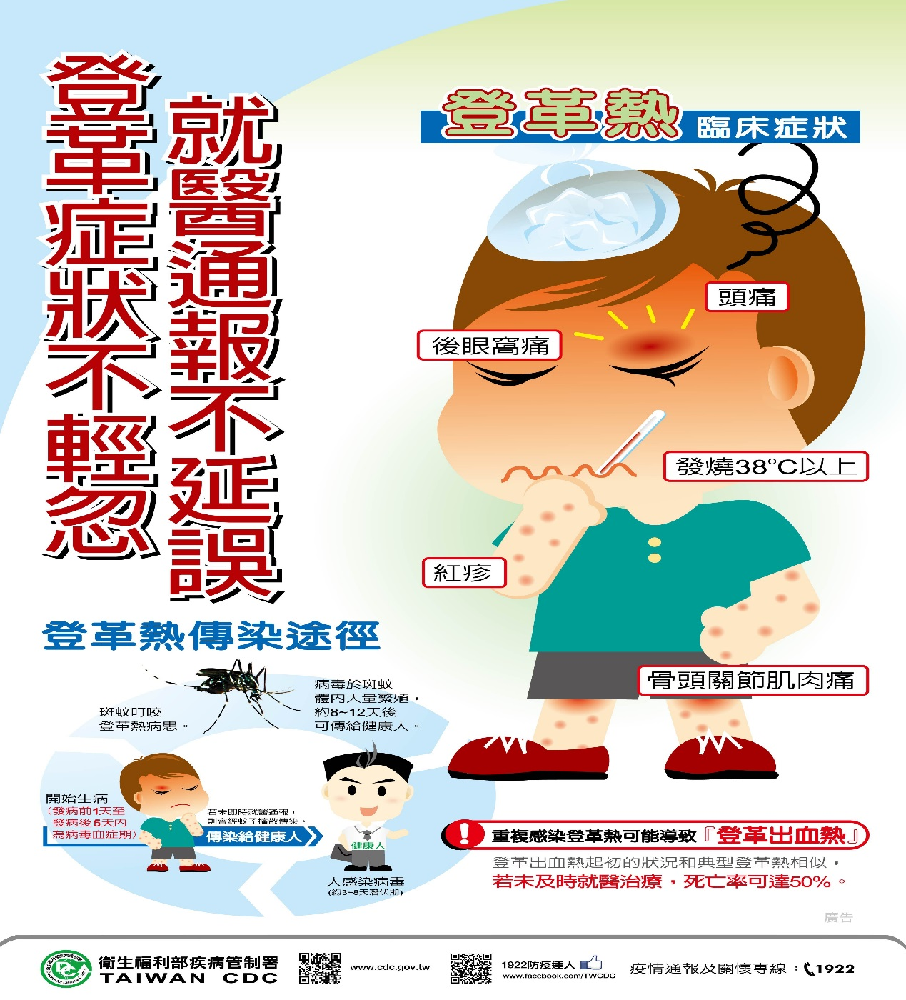 登革症狀不輕忽
就醫通報不延誤
登革熱 臨床症狀
頭痛
後眼窩痛
發燒38°C以上
紅疹
骨頭關節肌肉痛
登革熱傳染途徑
斑蚊叮咬
登革熱病患。
病毒於斑蚊
體內大量繁殖，
約8~12天後
可傳給健康人。
開始生病
(發病前1天至
發病後5天內
為病毒血症期)
若未即時就醫通報，
則會經蚊子擴散傳染。
傳染給健康人
健康人
人感染病毒
(約3-8天潛伏期)
! 重複感染登革熱可能導致『登革出血熱』
登革出血熱起初的狀況和典型登革熱相似，
若未及時就醫治療，死亡率可達50%。
廣告
衛生福利部疾病管制署
TAIWAN CDC
www.cdc.gov.tw
1922防疫達人
www.facebook.com/TWCDC
疫情通報及關懷專線：1922